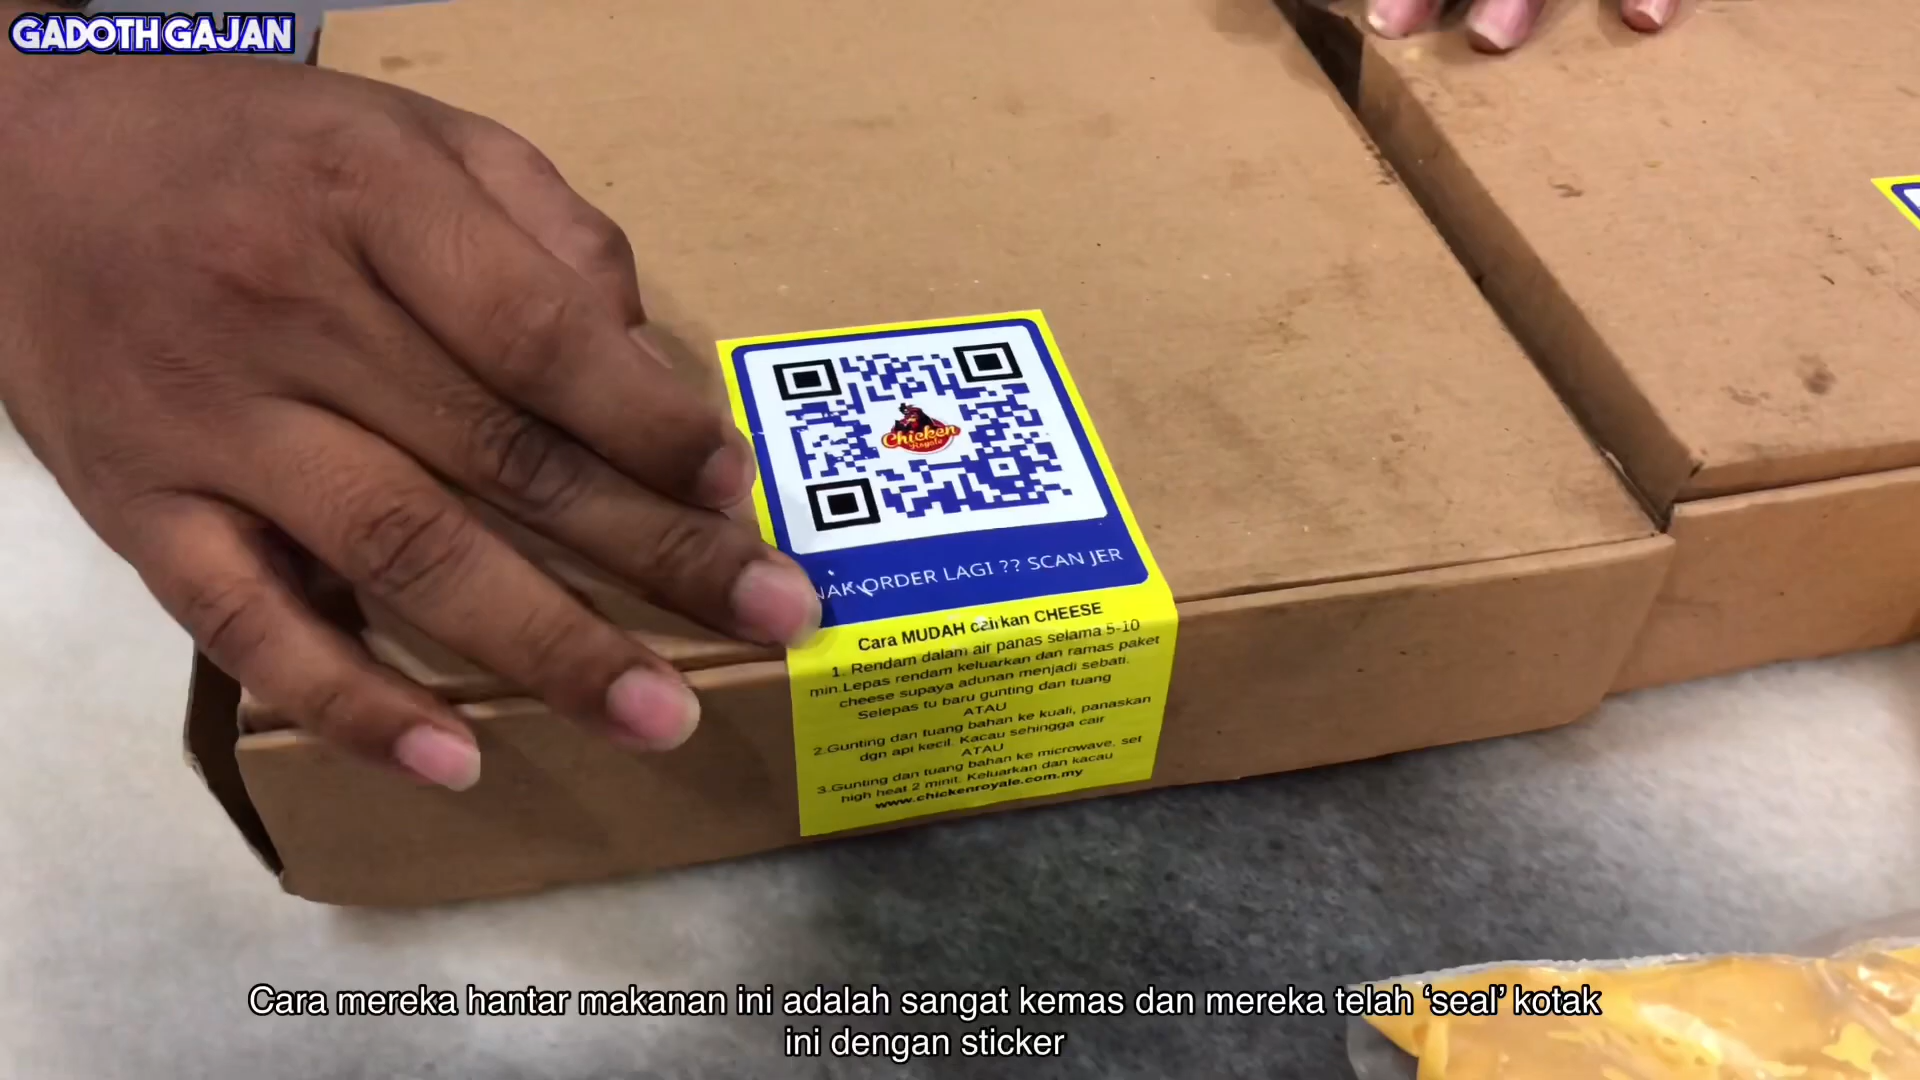 GADOTH GAJAN
Chicken
Royale
NAK ORDER LAGI ?? SCAN JER
Cara MUDAH cairkan CHEESE
1. Rendam dalam air panas selama 5-10
min.Lepas rendam keluarkan dan ramas paket
cheese supaya adunan menjadi sebati.
Selepas tu baru gunting dan tuang
ATAU
2.Gunting dan tuang bahan ke kuali, panaskan
dgn api kecil. Kacau sehingga cair
ATAU
3.Gunting dan tuang bahan ke microwave, set
high heat 2 minit. Keluarkan dan kacau
www.chickenroyale.com.my
Cara mereka hantar makanan ini adalah sangat kemas dan mereka telah ‘seal’ kotak
ini dengan sticker